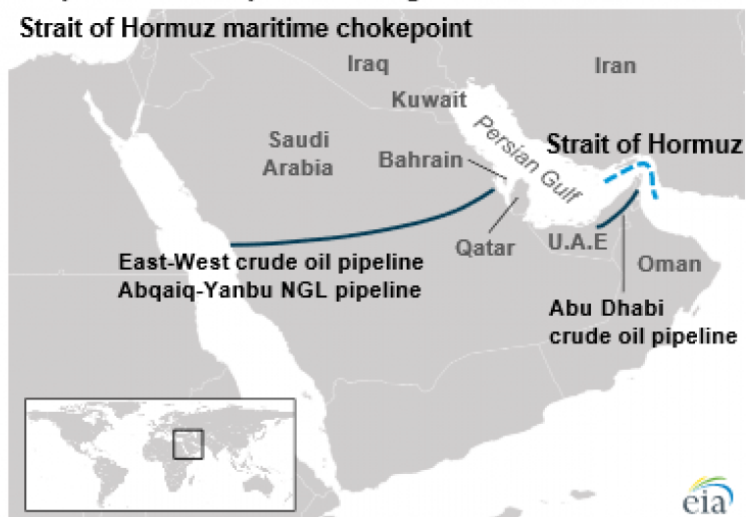 Strait of Hormuz maritime chokepoint
Iraq
Iran
Kuwait
Saudi
Arabia
Bahrain
Persian Gulf
Strait of Hormuz
Qatar
U.A.E
Oman
East-West crude oil pipeline
Abqaiq-Yanbu NGL pipeline
Abu Dhabi
crude oil pipeline
eia